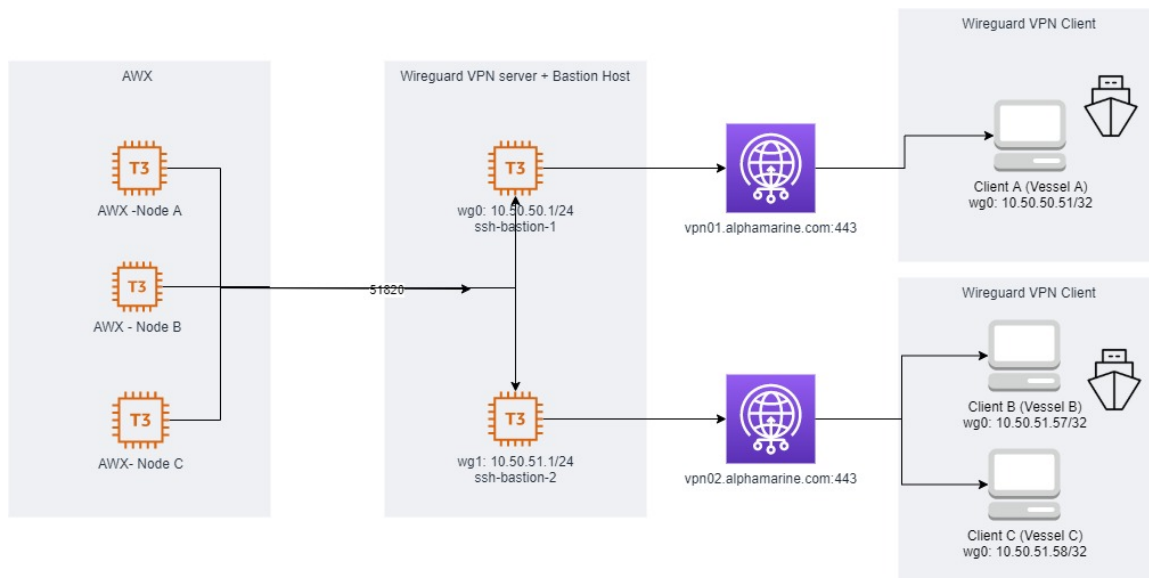 AWX
T3
AWX -Node A
T3
AWX - Node B
T3
AWX- Node C
51820
Wireguard VPN server + Bastion Host
T3
wg0: 10.50.50.1/24
ssh-bastion-1
T3
wg1: 10.50.51.1/24
ssh-bastion-2
vpn01.alphamarine.com:443
vpn02.alphamarine.com:443
Wireguard VPN Client
Client A (Vessel A)
wg0: 10.50.50.51/32
Wireguard VPN Client
Client B (Vessel B)
wg0: 10.50.51.57/32
Client C (Vessel C)
wg0: 10.50.51.58/32